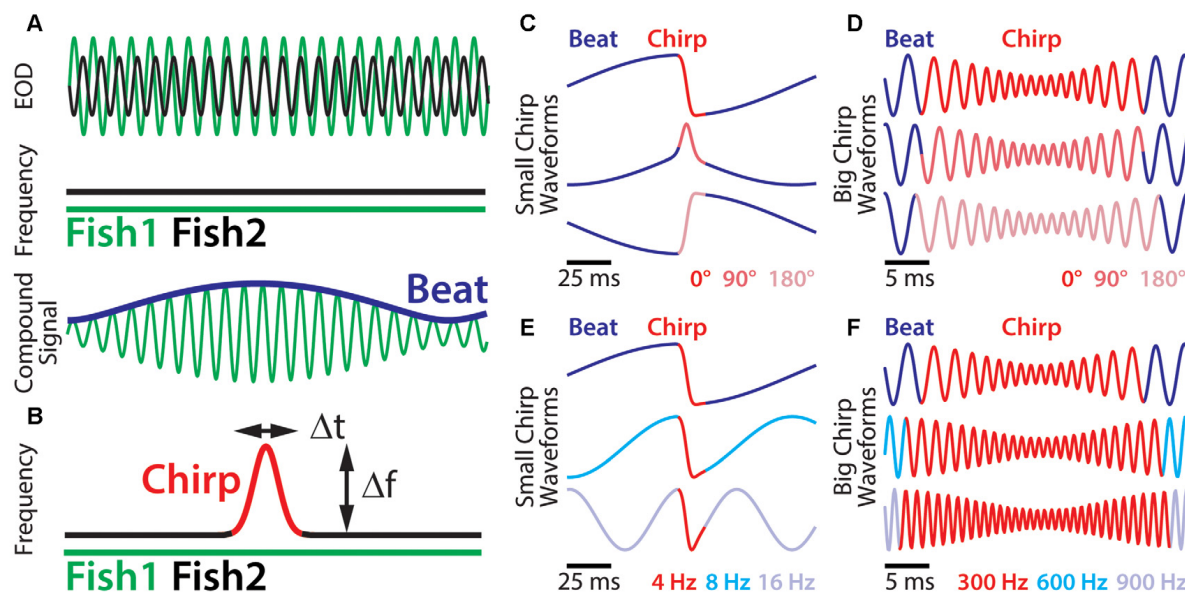 A
EOD
Frequency
Fish1 Fish2
Compound
Signal
Beat
B
Frequency
Chirp
Δt
Δf
Fish1 Fish2
C
Beat Chirp
Small Chirp
Waveforms
25 ms
0° 90° 180°
D
Beat Chirp
Big Chirp
Waveforms
5 ms
0° 90° 180°
E
Beat Chirp
Small Chirp
Waveforms
25 ms
4 Hz 8 Hz 16 Hz
F
Beat Chirp
Big Chirp
Waveforms
5 ms
300 Hz 600 Hz 900 Hz